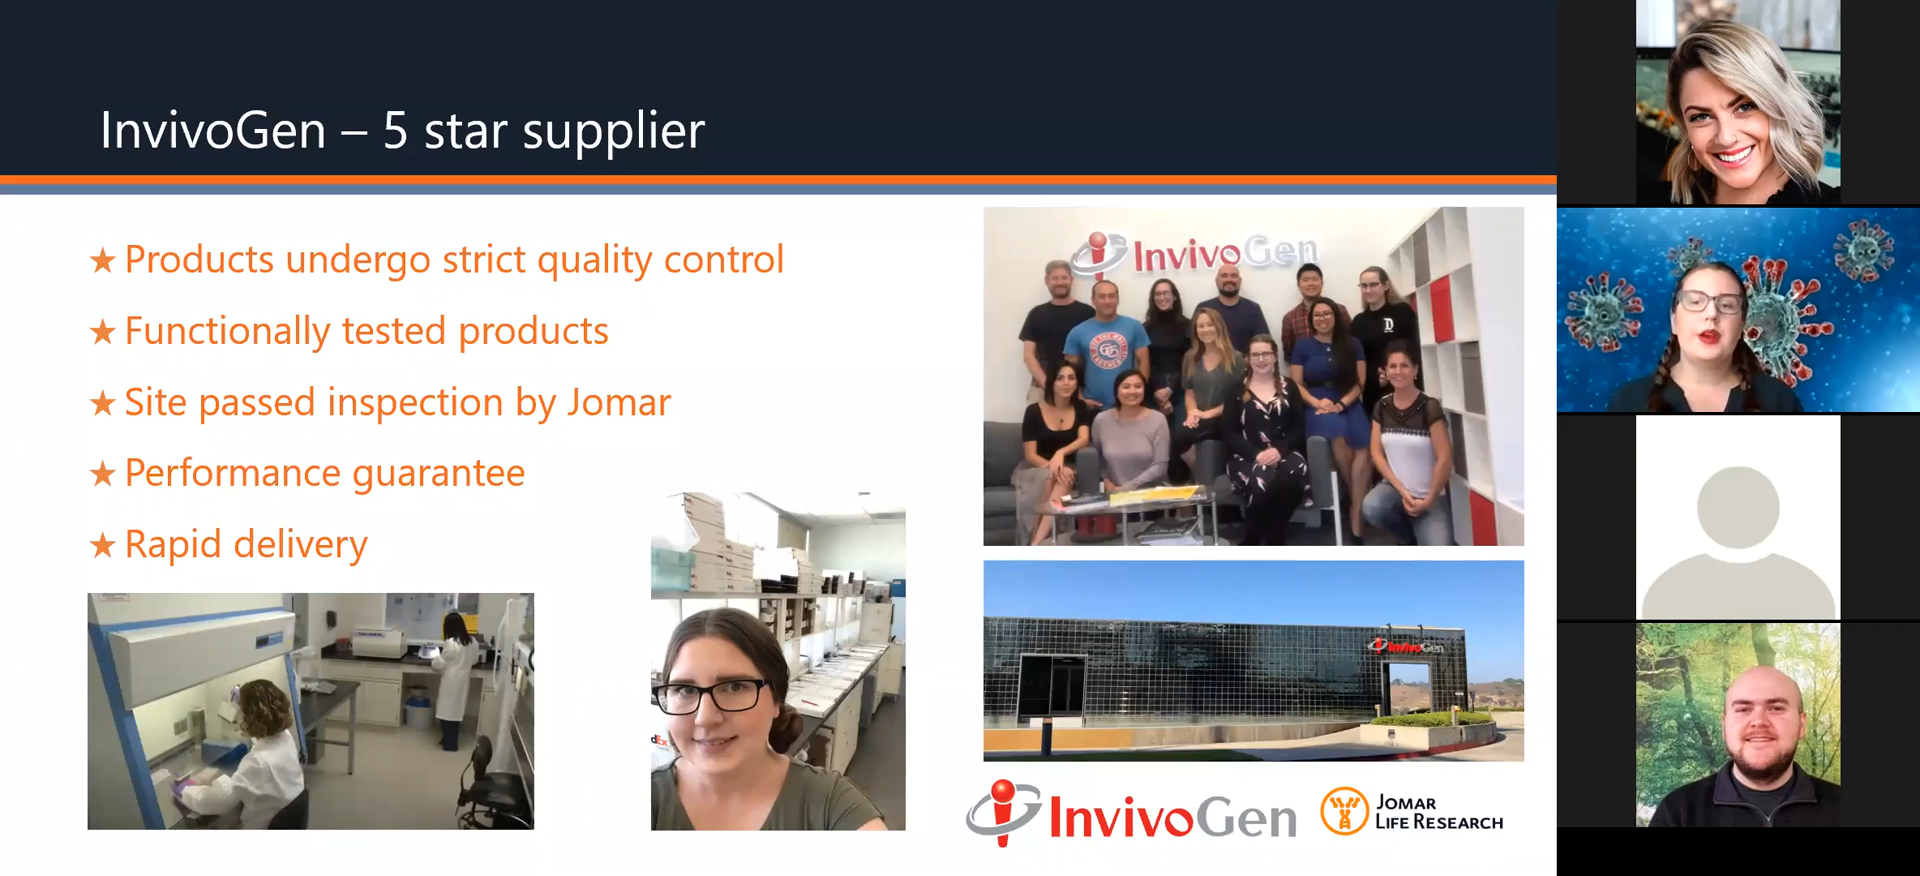 InvivoGen – 5 star supplier
★ Products undergo strict quality control
★ Functionally tested products
★ Site passed inspection by Jomar
★ Performance guarantee
★ Rapid delivery
InvivoGen
InvivoGen
InvivoGen
JOMAR
LIFE RESEARCH